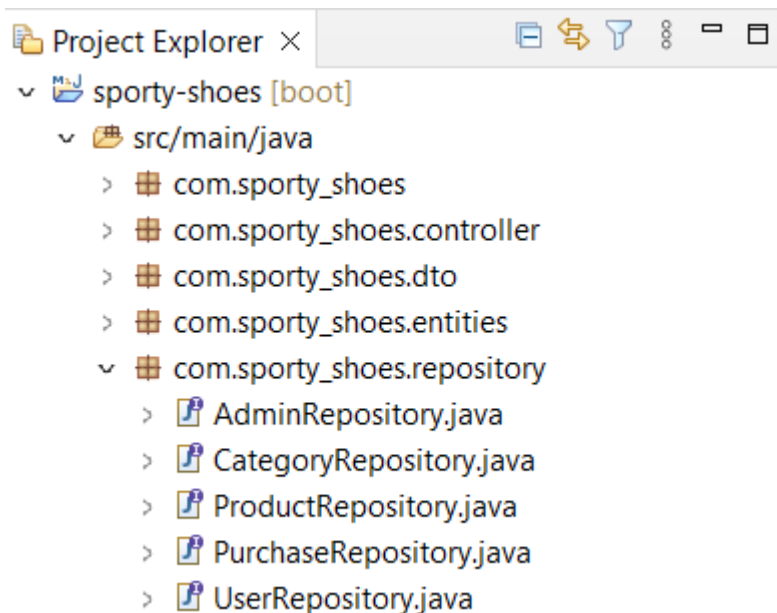 Project Explorer
sporty-shoes [boot]
src/main/java
com.sporty_shoes
com.sporty_shoes.controller
com.sporty_shoes.dto
com.sporty_shoes.entities
com.sporty_shoes.repository
AdminRepository.java
CategoryRepository.java
ProductRepository.java
PurchaseRepository.java
UserRepository.java